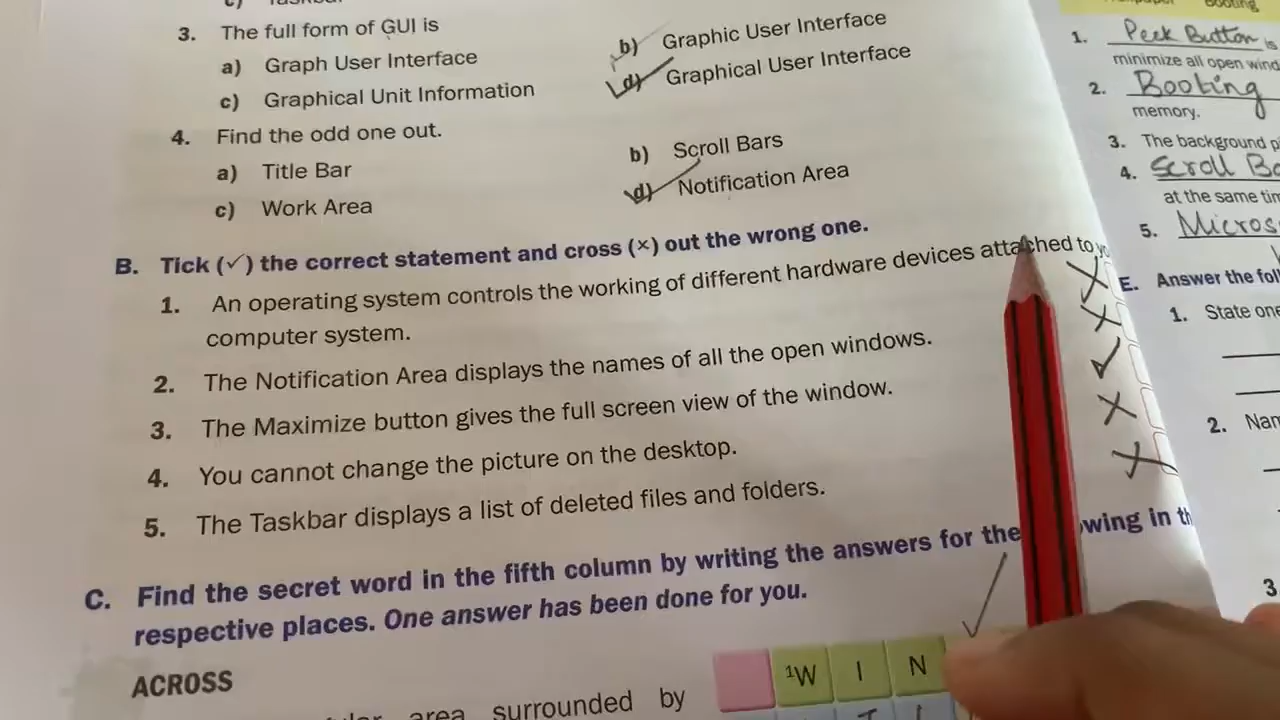 3. The full form of GUI is
a) Graph User Interface
b) Graphic User Interface
c) Graphical Unit Information
d) Graphical User Interface
4. Find the odd one out.
a) Title Bar
b) Scroll Bars
c) Work Area
d) Notification Area
B. Tick (✓) the correct statement and cross (×) out the wrong one.
1. An operating system controls the working of different hardware devices attached to
computer system.
2. The Notification Area displays the names of all the open windows.
3. The Maximize button gives the full screen view of the window.
4. You cannot change the picture on the desktop.
5. The Taskbar displays a list of deleted files and folders.
C. Find the secret word in the fifth column by writing the answers for the
respective places. One answer has been done for you.
ACROSS
area surrounded by
1W I N
Booting
1. Peek Button is
minimize all open
2. Booting
memory.
3. The background
4. Scroll
at the same
5.
E. Answer the
1. State
2.
3